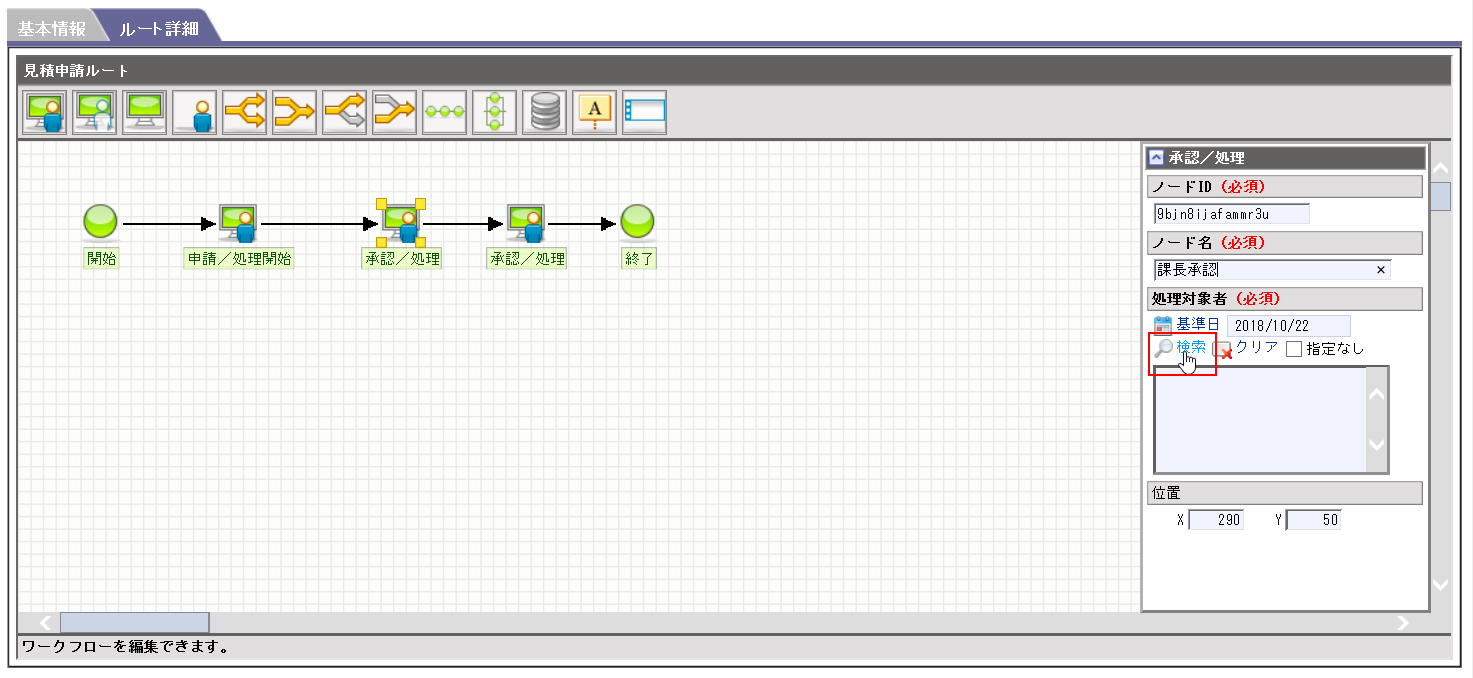 基本情報 ルート詳細
見積申請ルート
A
開始 申請／処理開始 承認／処理 承認／処理 終了
承認／処理
ノードID（必須）
9bjn8ijafammr3u
ノード名（必須）
課長承認 ×
処理対象者（必須）
基準日 2018/10/22
検索 クリア 指定なし
位置
X 290 Y 50
ワークフローを編集できます。